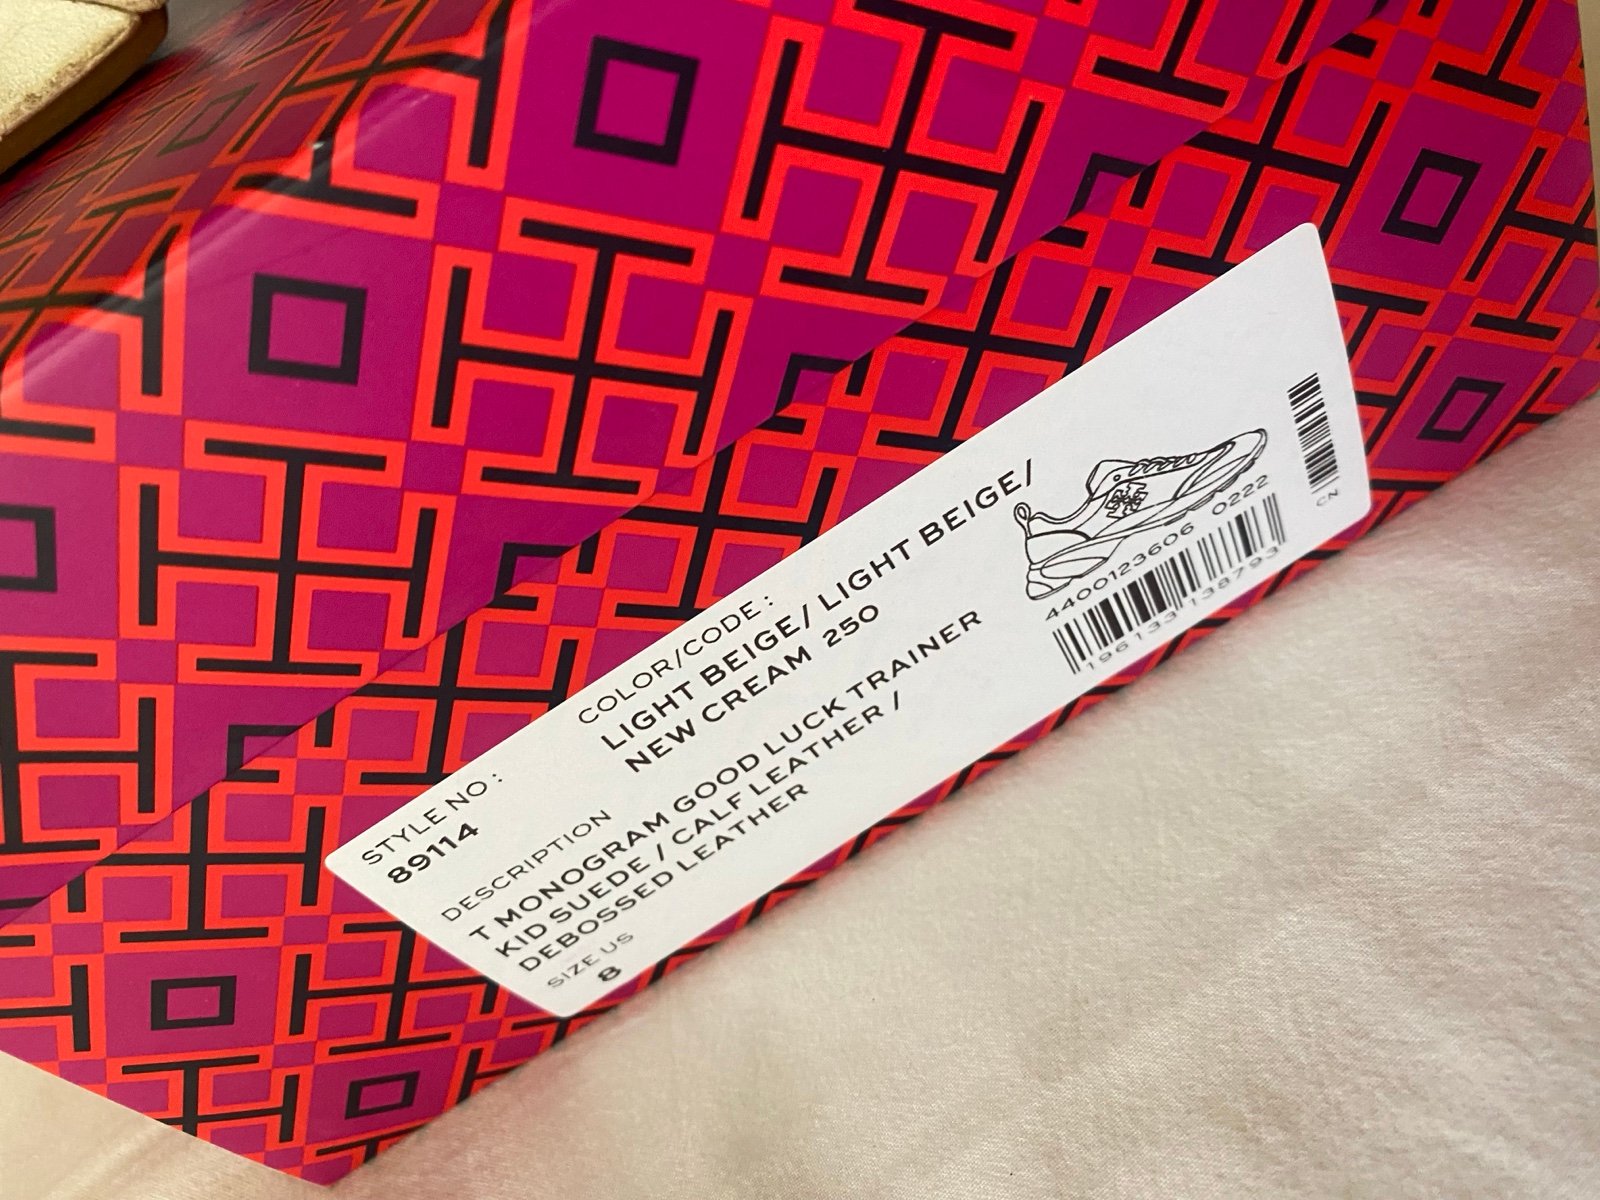 STYLE NO :
89114
COLOR/CODE :
LIGHT BEIGE/ LIGHT BEIGE/
NEW CREAM 250
DESCRIPTION
T MONOGRAM GOOD LUCK TRAINER
KID SUEDE / CALF LEATHER /
DEBOSSED LEATHER
SIZE US
8
4400123606 0222
196133 138793
CN